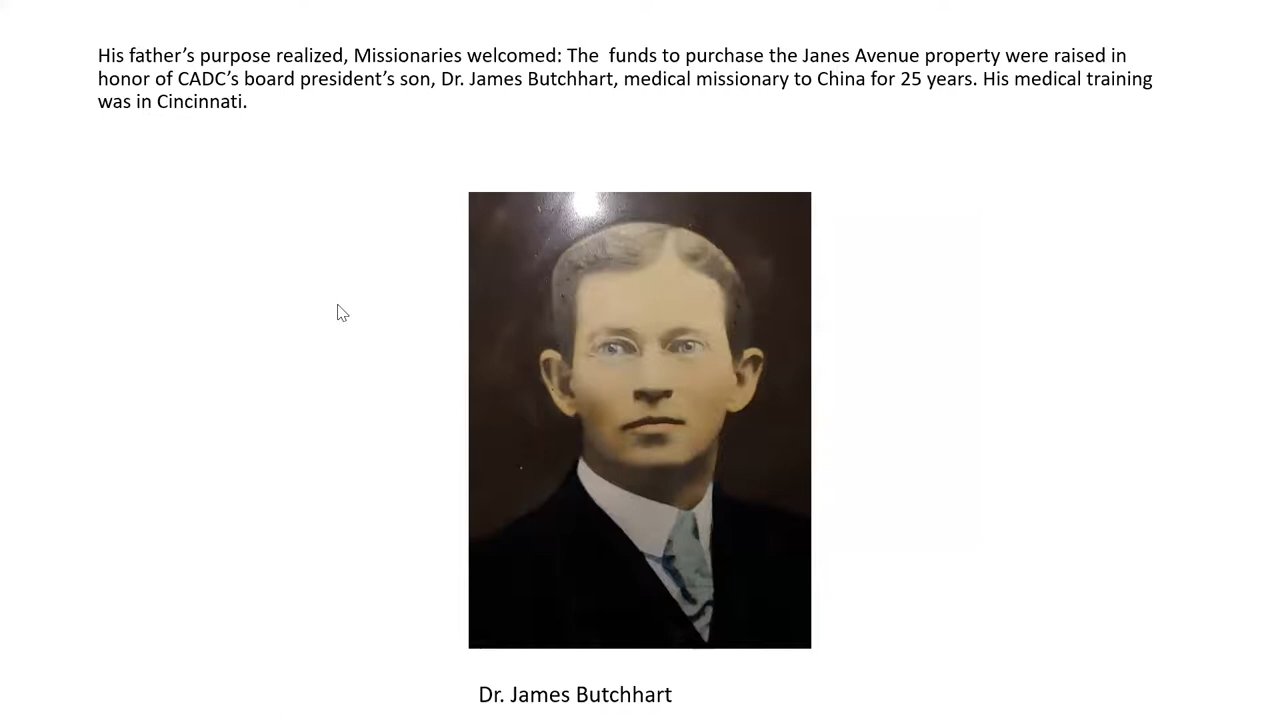 His father’s purpose realized, Missionaries welcomed: The  funds to purchase the Janes Avenue property were raised in
honor of CADC’s board president’s son, Dr. James Butchhart, medical missionary to China for 25 years. His medical training
was in Cincinnati.
Dr. James Butchhart